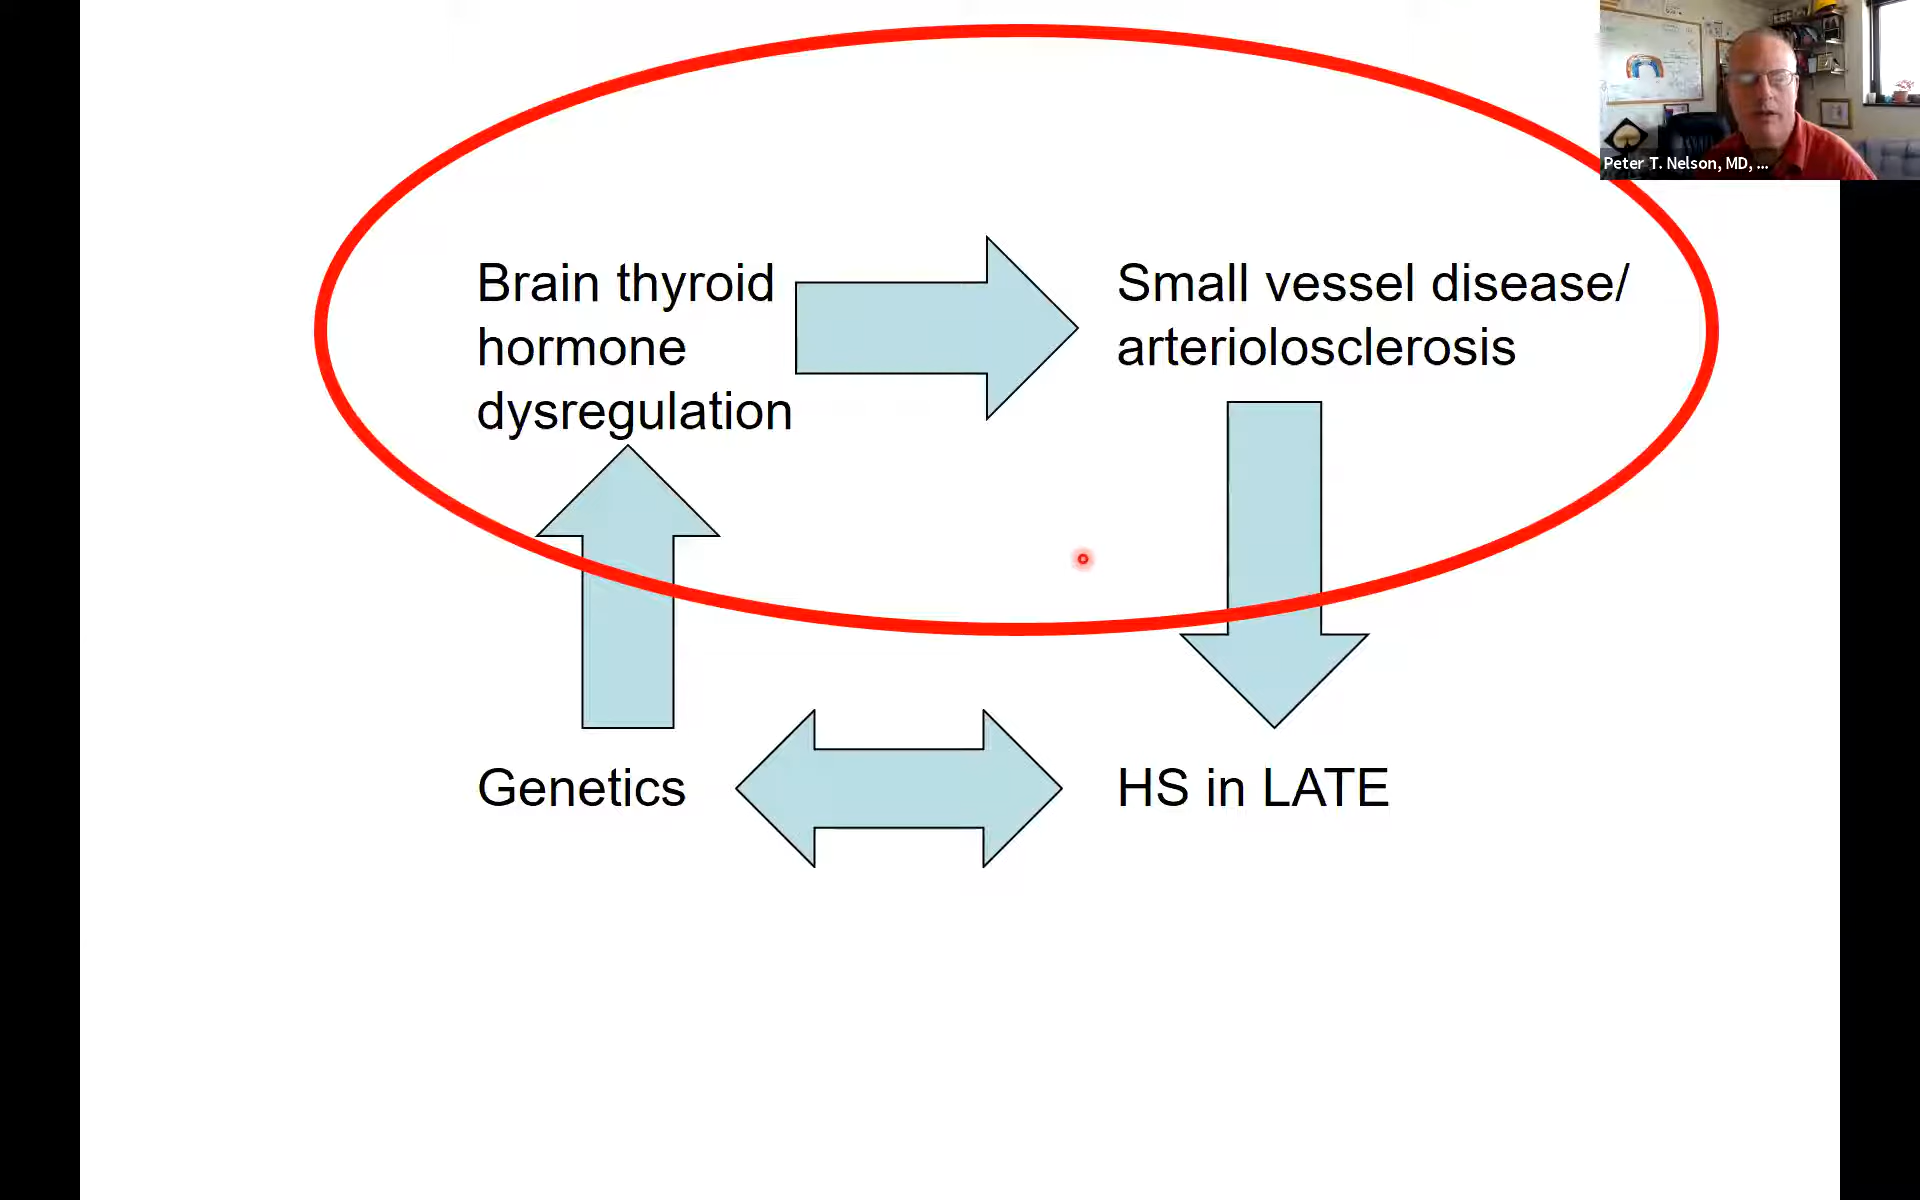 Peter T. Nelson, MD, ...
Brain thyroid
hormone
dysregulation
Small vessel disease/
arteriolosclerosis
Genetics
HS in LATE